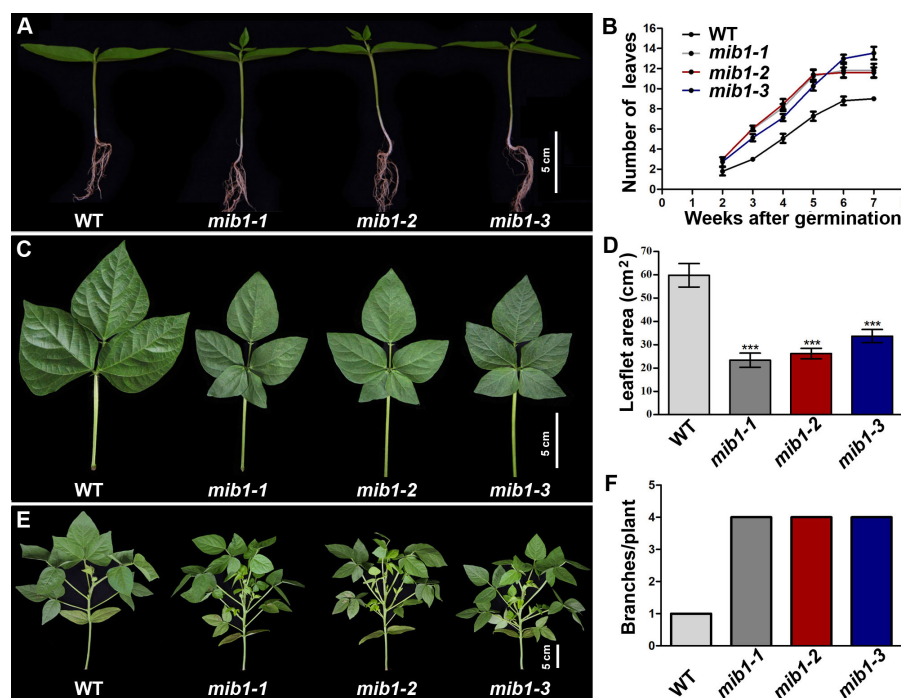 A
WT
mib1-1
mib1-2
mib1-3
5 cm
B
Number of leaves
16
14
12
10
8
6
4
2
0
0 1 2 3 4 5 6 7 8
Weeks after germination
WT
mib1-1
mib1-2
mib1-3
C
WT
mib1-1
mib1-2
mib1-3
5 cm
D
Leaflet area (cm²)
70
60
50
40
30
20
10
0
***
***
***
WT
mib1-1
mib1-2
mib1-3
E
WT
mib1-1
mib1-2
mib1-3
5 cm
F
Branches/plant
5
4
3
2
1
0
WT
mib1-1
mib1-2
mib1-3